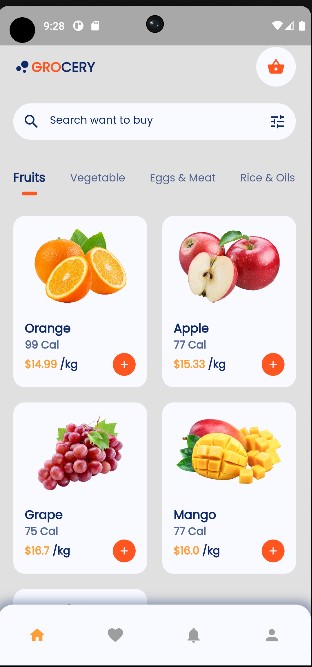 9:28
GROCERY
Search want to buy
Fruits Vegetable Eggs & Meat Rice & Oils
Orange
99 Cal
$14.99 /kg
+
Apple
77 Cal
$15.33 /kg
+
Grape
75 Cal
$16.7 /kg
+
Mango
77 Cal
$16.0 /kg
+